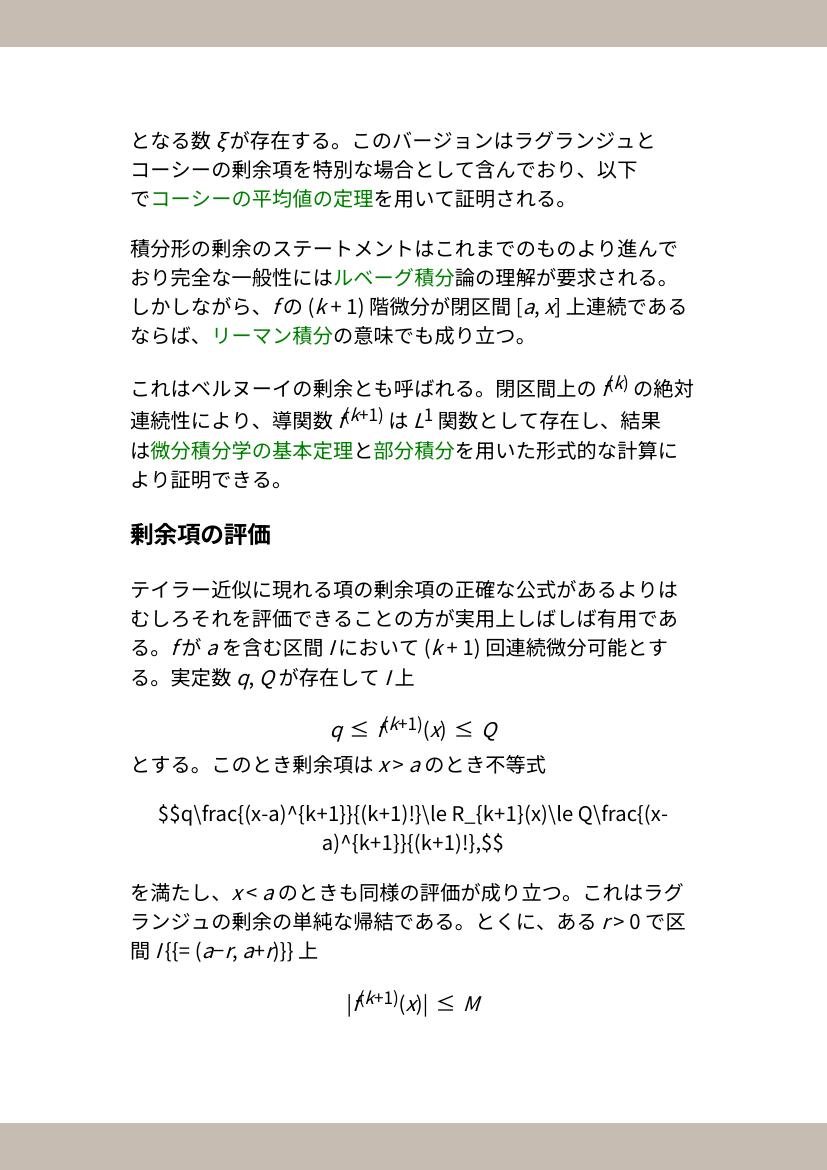 となる数 ξが存在する。このバージョンはラグランジュと
コーシーの剰余項を特別な場合として含んでおり、以下
でコーシーの平均値の定理を用いて証明される。
積分形の剰余のステートメントはこれまでのものより進んで
おり完全な一般性にはルベーグ積分論の理解が要求される。
しかしながら、fの (k + 1) 階微分が閉区間 [a, x] 上連続である
ならば、リーマン積分の意味でも成り立つ。
これはベルヌーイの剰余とも呼ばれる。閉区間上の f(k) の絶対
連続性により、導関数 f(k+1) は L1 関数として存在し、結果
は微分積分学の基本定理と部分積分を用いた形式的な計算に
より証明できる。
剰余項の評価
テイラー近似に現れる項の剰余項の正確な公式があるよりは
むしろそれを評価できることの方が実用上しばしば有用であ
る。fが a を含む区間 Iにおいて (k + 1) 回連続微分可能とす
る。実定数 q, Qが存在して I 上
q ≤ f(k+1)(x) ≤ Q
とする。このとき剰余項は x > a のとき不等式
$$q\frac{(x-a)^{k+1}}{(k+1)!}\le R_{k+1}(x)\le Q\frac{(x-
a)^{k+1}}{(k+1)!},$$
を満たし、x < a のときも同様の評価が成り立つ。これはラグ
ランジュの剰余の単純な帰結である。とくに、ある r > 0 で区
間 I{{= (a−r, a+r)}} 上
|f(k+1)(x)| ≤ M